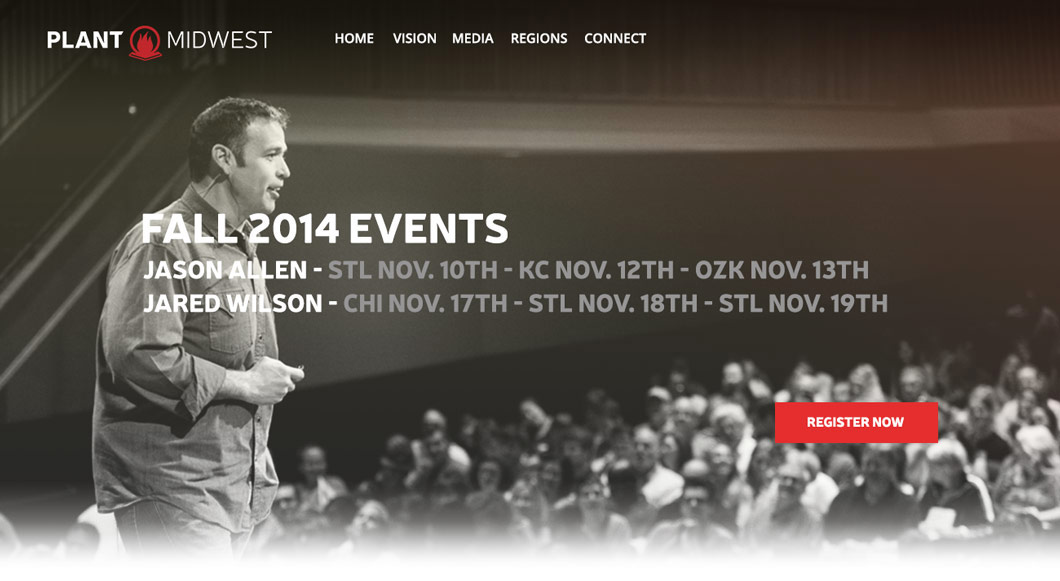 PLANT MIDWEST
HOME VISION MEDIA REGIONS CONNECT
FALL 2014 EVENTS
JASON ALLEN - STL NOV. 10TH - KC NOV. 12TH - OZK NOV. 13TH
JARED WILSON - CHI NOV. 17TH - STL NOV. 18TH - STL NOV. 19TH
REGISTER NOW